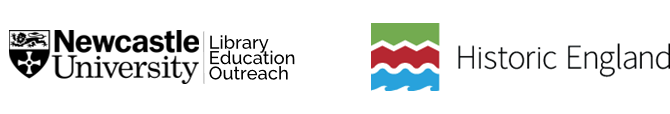 Newcastle
University
Library
Education
Outreach
Historic England